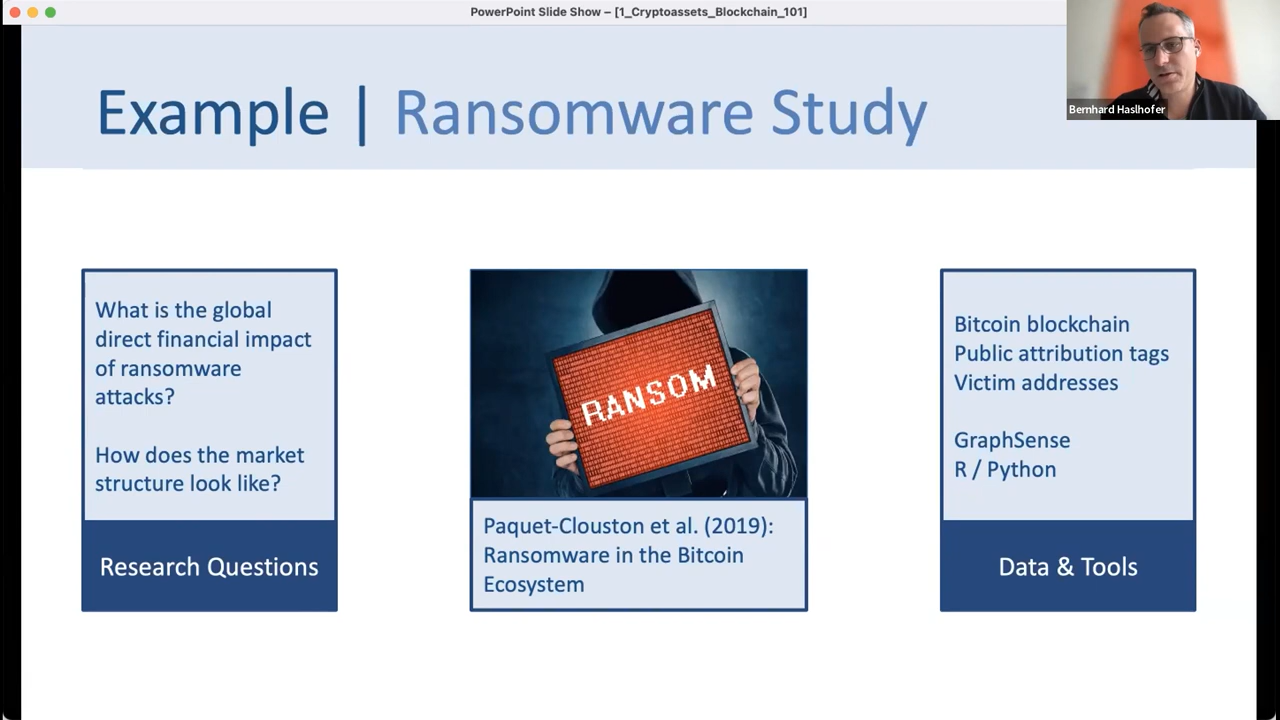 PowerPoint Slide Show – [1_Cryptoassets_Blockchain_101]
Bernhard Haslhofer
Example | Ransomware Study
What is the global
direct financial impact
of ransomware
attacks?
How does the market
structure look like?
Research Questions
RANSOM
Paquet-Clouston et al. (2019):
Ransomware in the Bitcoin
Ecosystem
Bitcoin blockchain
Public attribution tags
Victim addresses
GraphSense
R / Python
Data & Tools